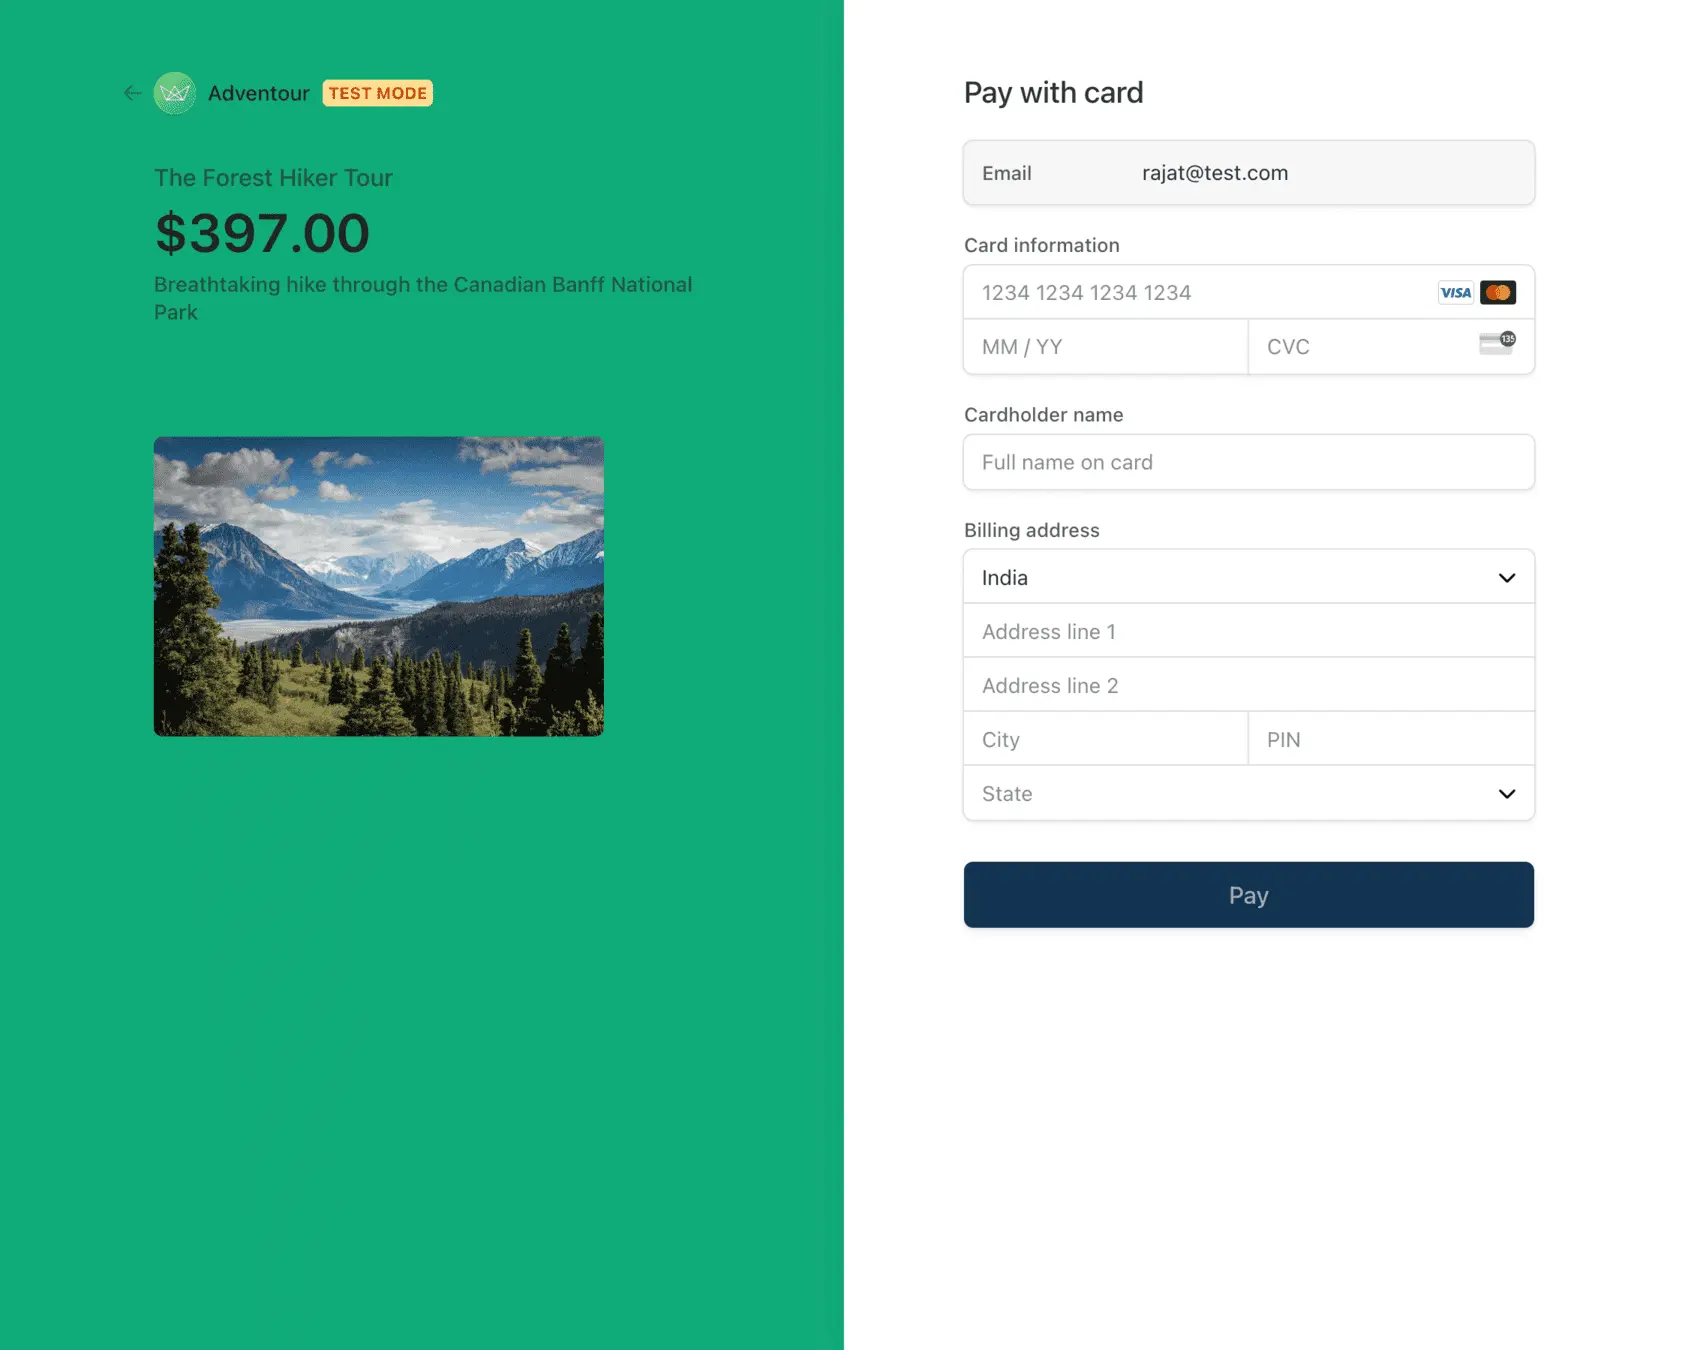 Adventour TEST MODE
The Forest Hiker Tour
$397.00
Breathtaking hike through the Canadian Banff National
Park
Pay with card
Email rajat@test.com
Card information
1234 1234 1234 1234 VISA
MM / YY CVC 135
Cardholder name
Full name on card
Billing address
India
Address line 1
Address line 2
City PIN
State
Pay